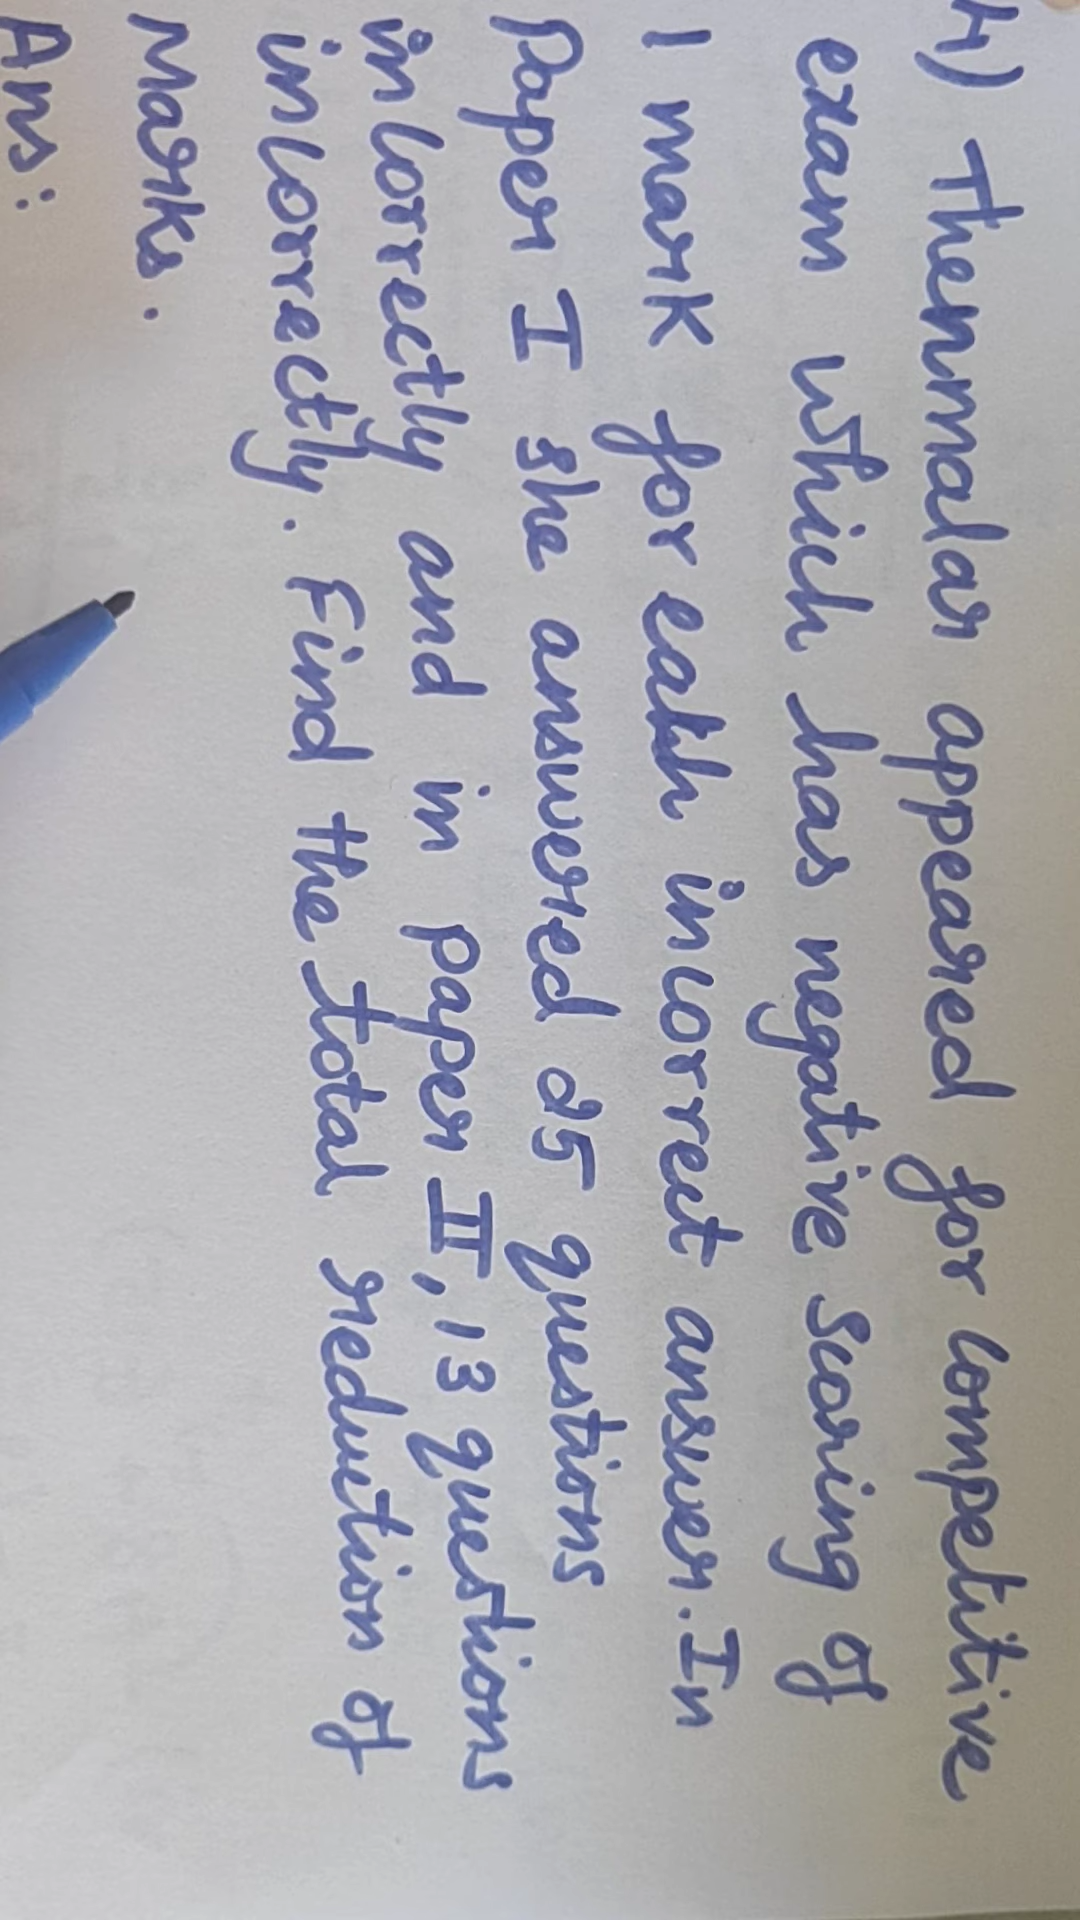 4) Thenmalar appeared for competitive
exam which has negative scoring of
1 mark for each incorrect answer. In
Paper I she answered 25 questions
incorrectly and in paper II, 13 questions
incorrectly. Find the total reduction of
Marks.
Ans: